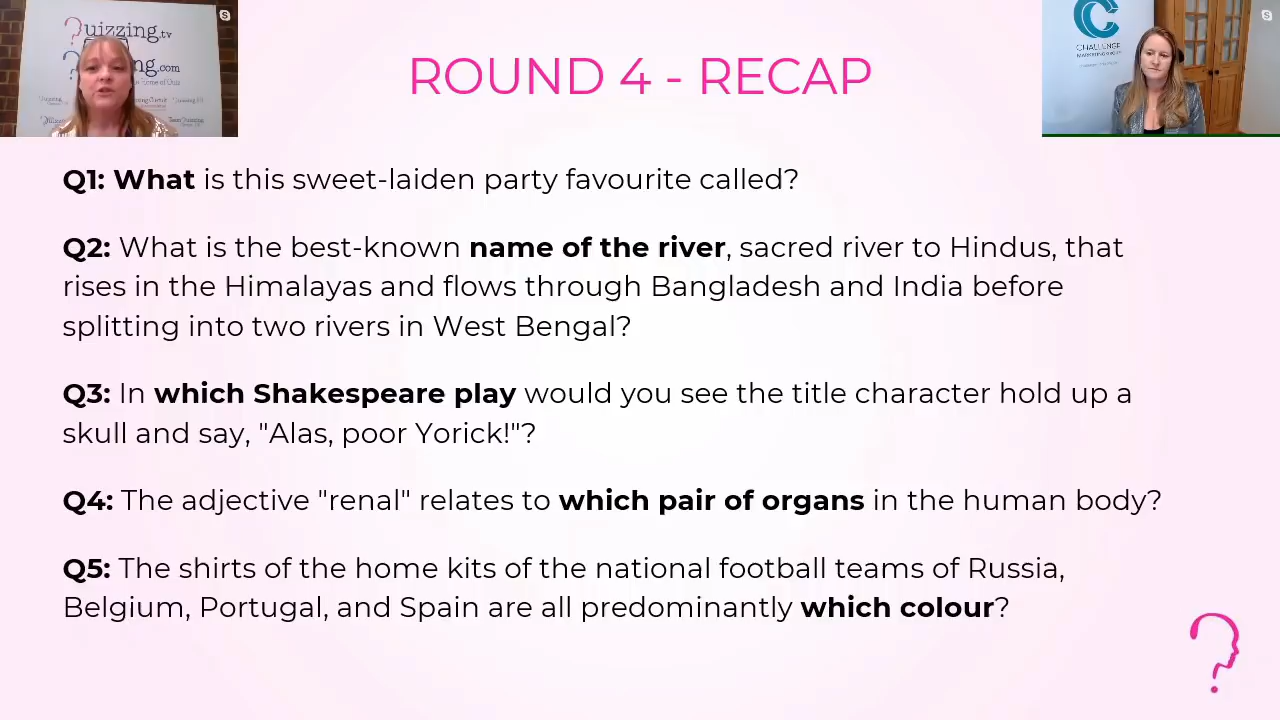 uizzing.tv
ng.com
CHALLENGE
ROUND 4 - RECAP
Q1: What is this sweet-laiden party favourite called?
Q2: What is the best-known name of the river, sacred river to Hindus, that
rises in the Himalayas and flows through Bangladesh and India before
splitting into two rivers in West Bengal?
Q3: In which Shakespeare play would you see the title character hold up a
skull and say, "Alas, poor Yorick!"?
Q4: The adjective "renal" relates to which pair of organs in the human body?
Q5: The shirts of the home kits of the national football teams of Russia,
Belgium, Portugal, and Spain are all predominantly which colour?